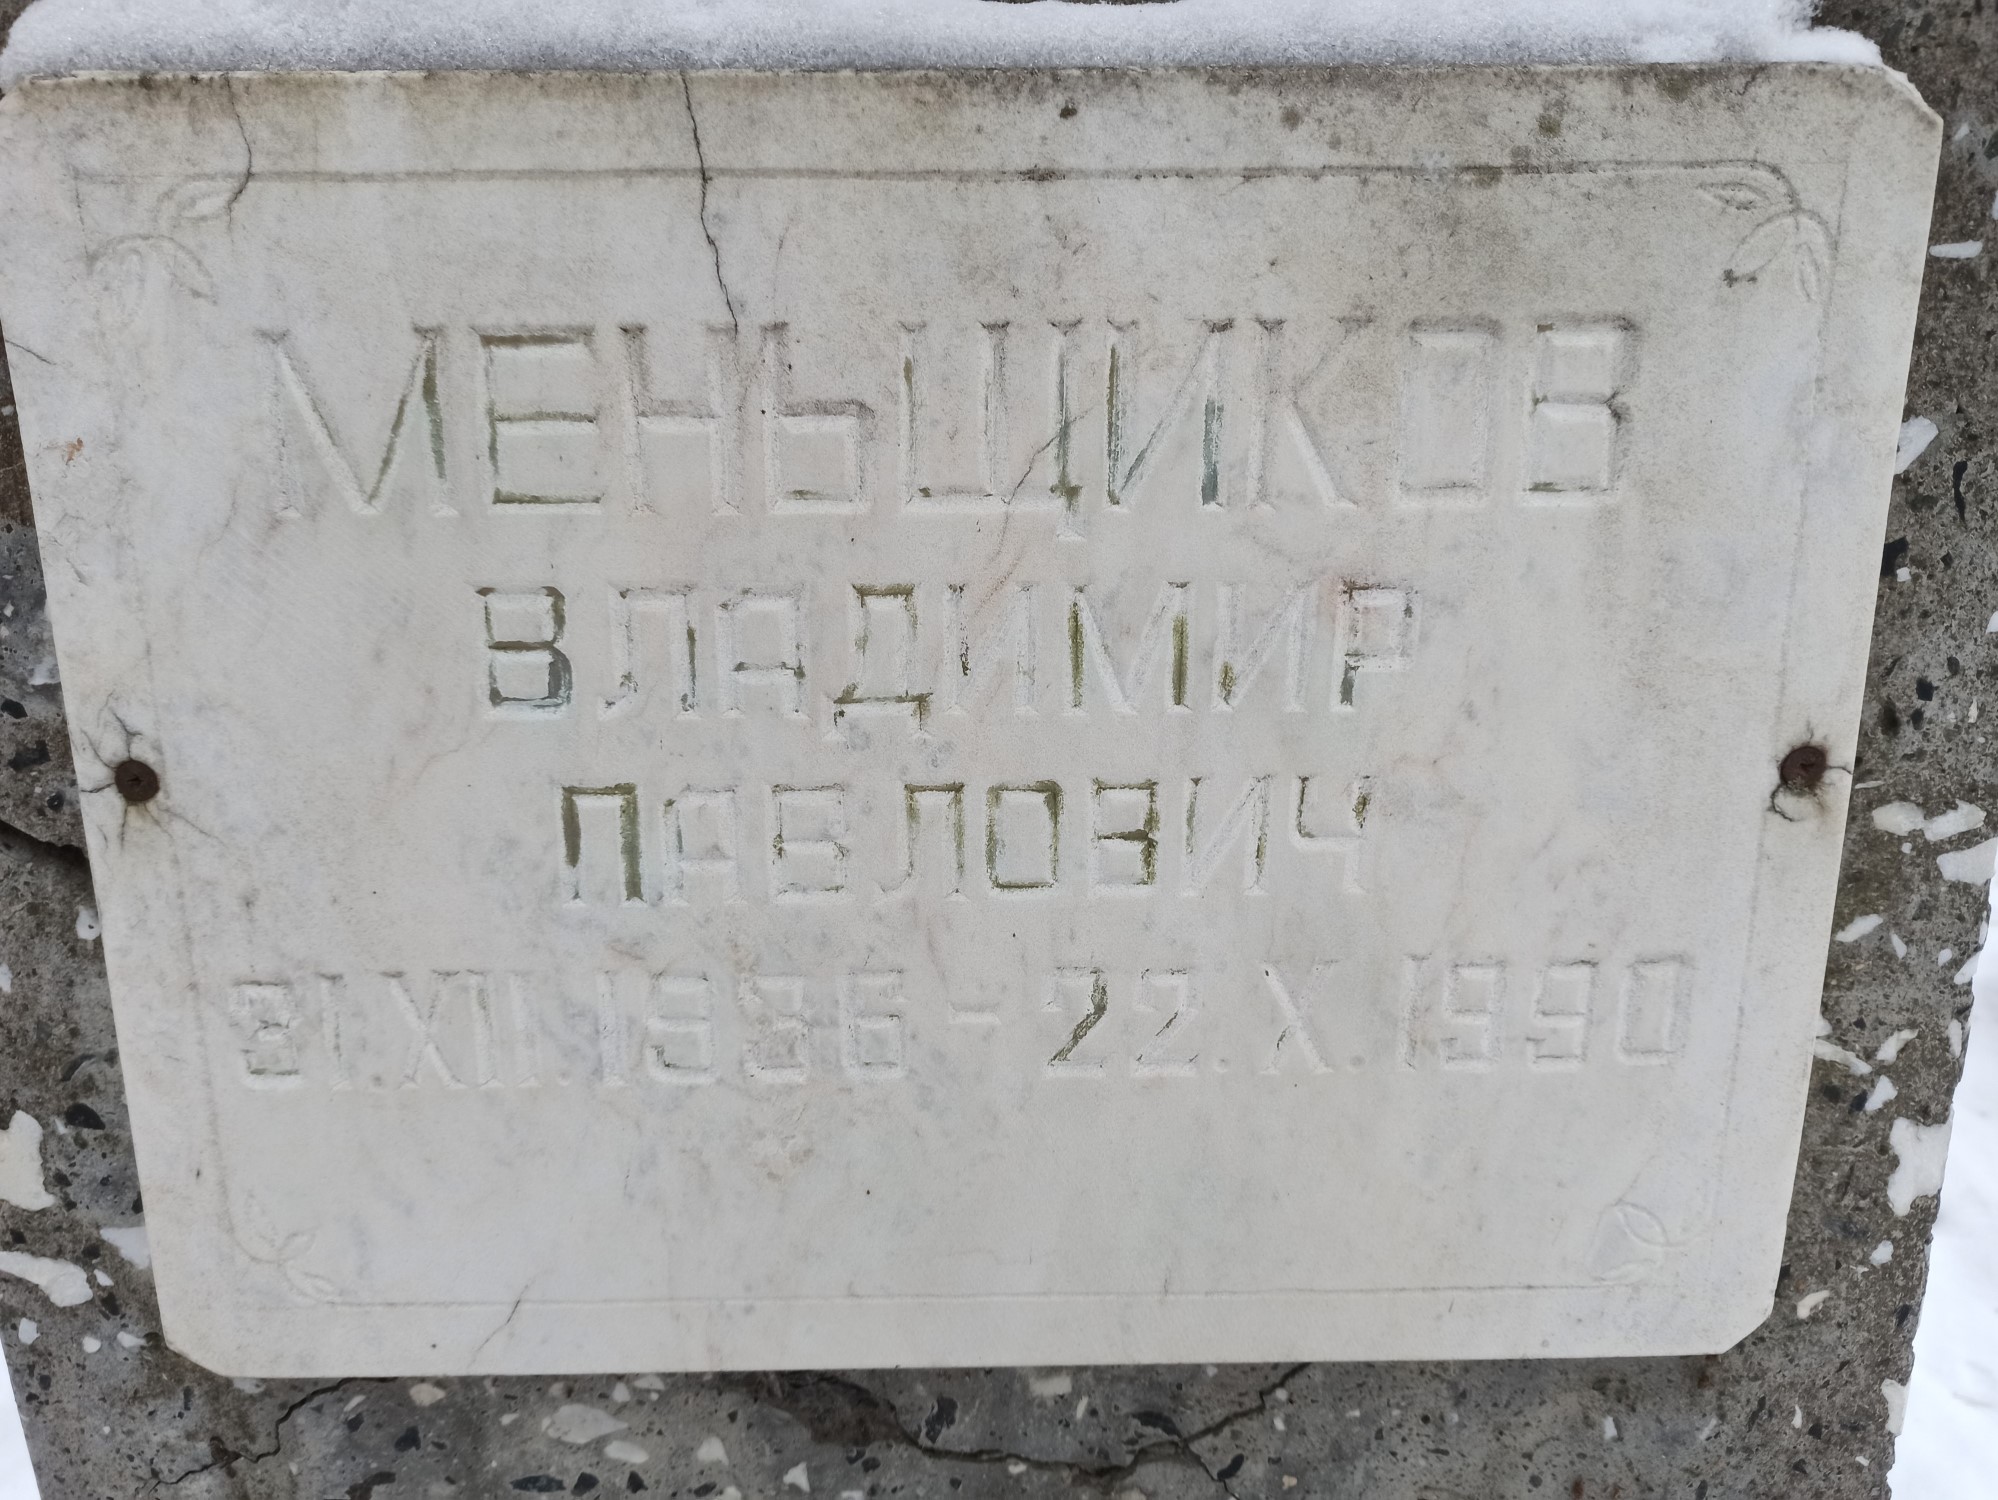 МЕНЬЩИКОВ
ВЛАДИМИР
ПАВЛОВИЧ
31.XII.1936 - 22.X.1990